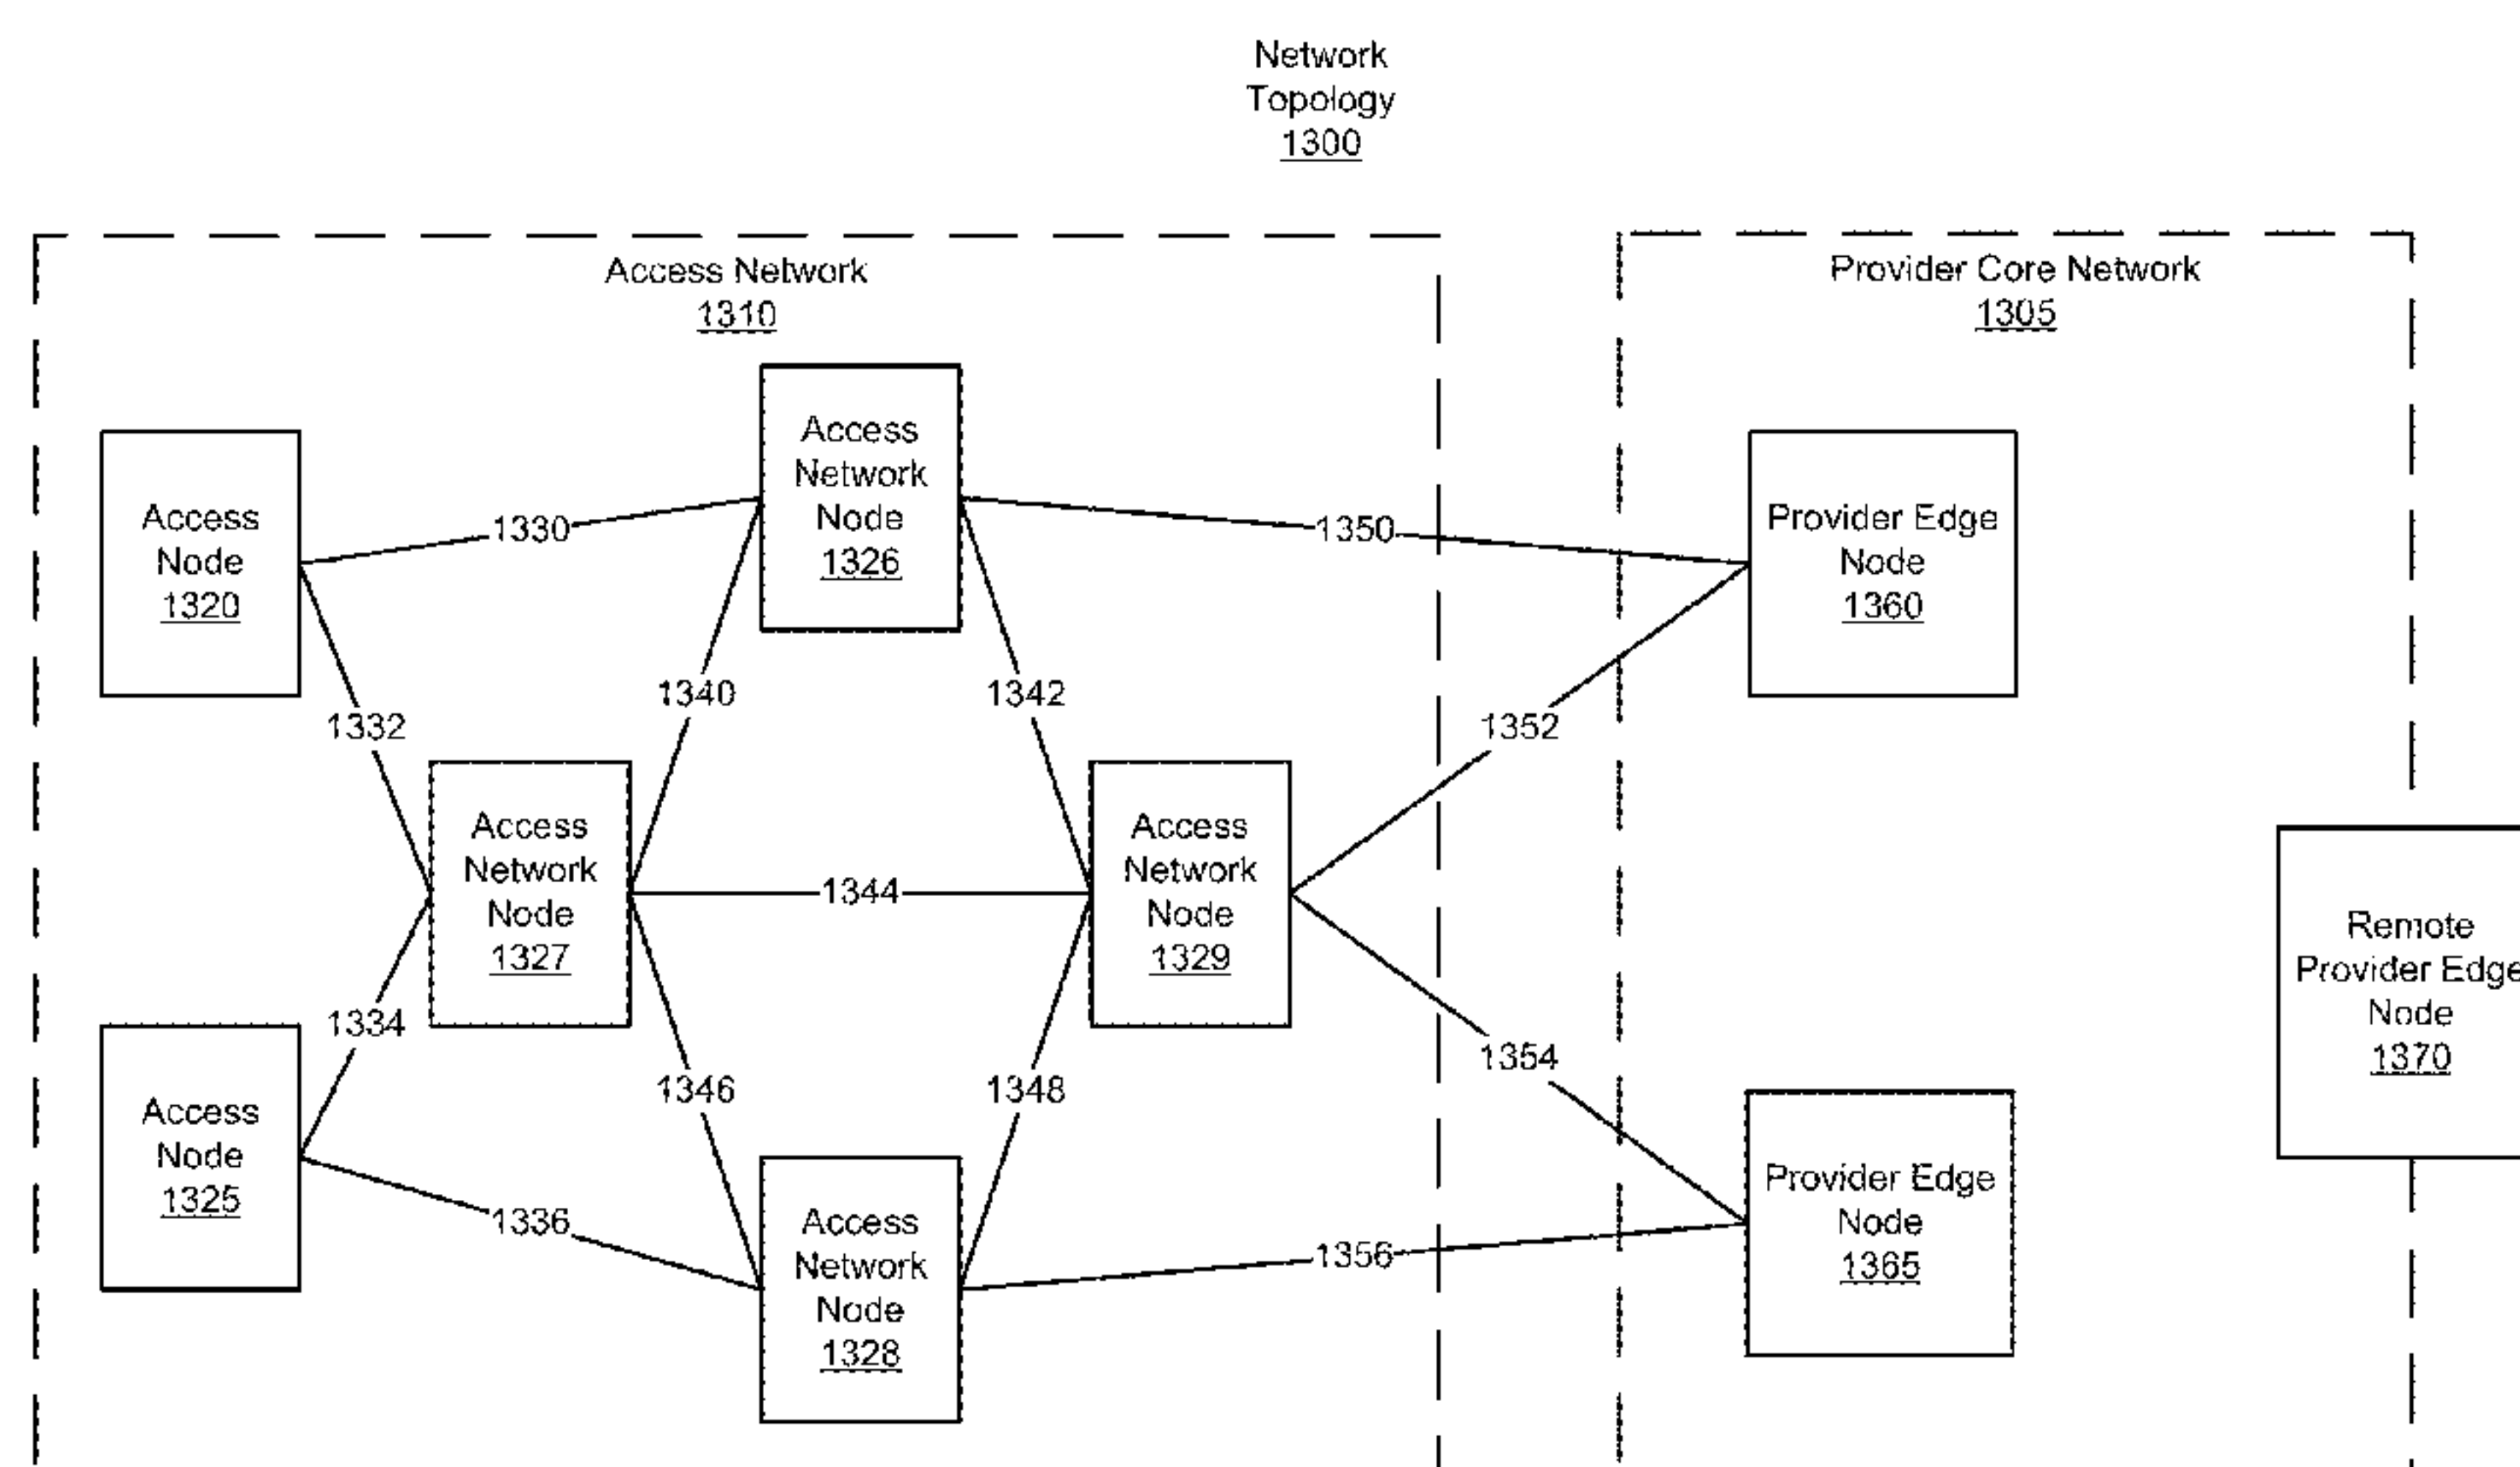 Network
Topology
1300
Access Network
1310
Provider Core Network
1305
Access
Network
Node
1326
Access
Node
1320
Provider Edge
Node
1360
1330
1350
1340
1342
1332
1352
Access
Network
Node
1327
1344
Access
Network
Node
1329
Remote
Provider Edge
Node
1370
1334
1354
1346
1348
Access
Node
1325
Provider Edge
Node
1365
1336
1356
Access
Network
Node
1328